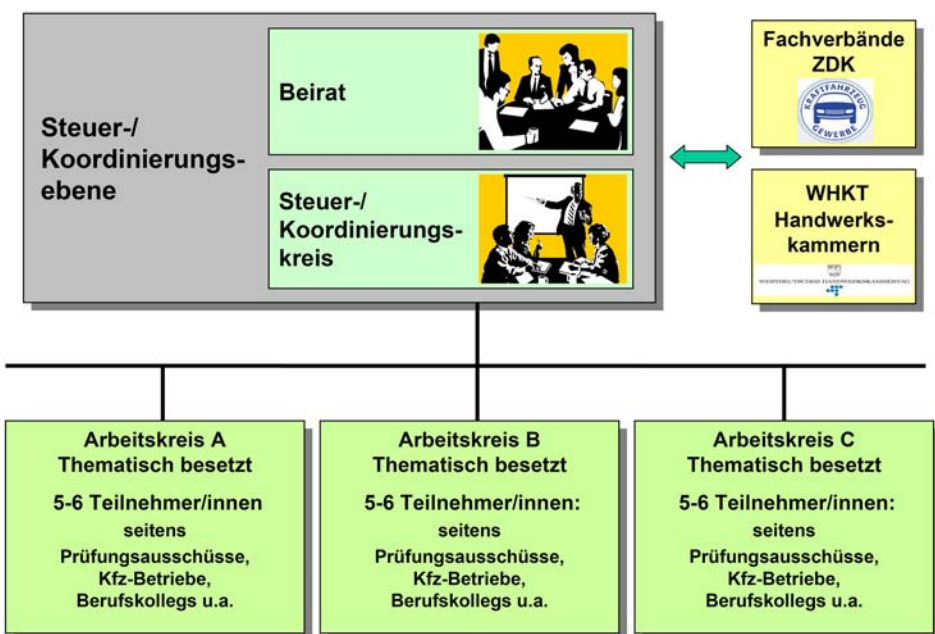 Steuer-/
Koordinierungs-
ebene
Beirat
Steuer-/
Koordinierungs-
kreis
Fachverbände
ZDK
KRAFTFAHRZEUG
GEWERBE
WHKT
Handwerks-
kammern
WESTDEUTSCHER HANDWERKSKAMMERTAG
Arbeitskreis A
Thematisch besetzt
5-6 Teilnehmer/innen
seitens
Prüfungsausschüsse,
Kfz-Betriebe,
Berufskollegs u.a.
Arbeitskreis B
Thematisch besetzt
5-6 Teilnehmer/innen:
seitens
Prüfungsausschüsse,
Kfz-Betriebe,
Berufskollegs u.a.
Arbeitskreis C
Thematisch besetzt
5-6 Teilnehmer/innen:
seitens
Prüfungsausschüsse,
Kfz-Betriebe,
Berufskollegs u.a.